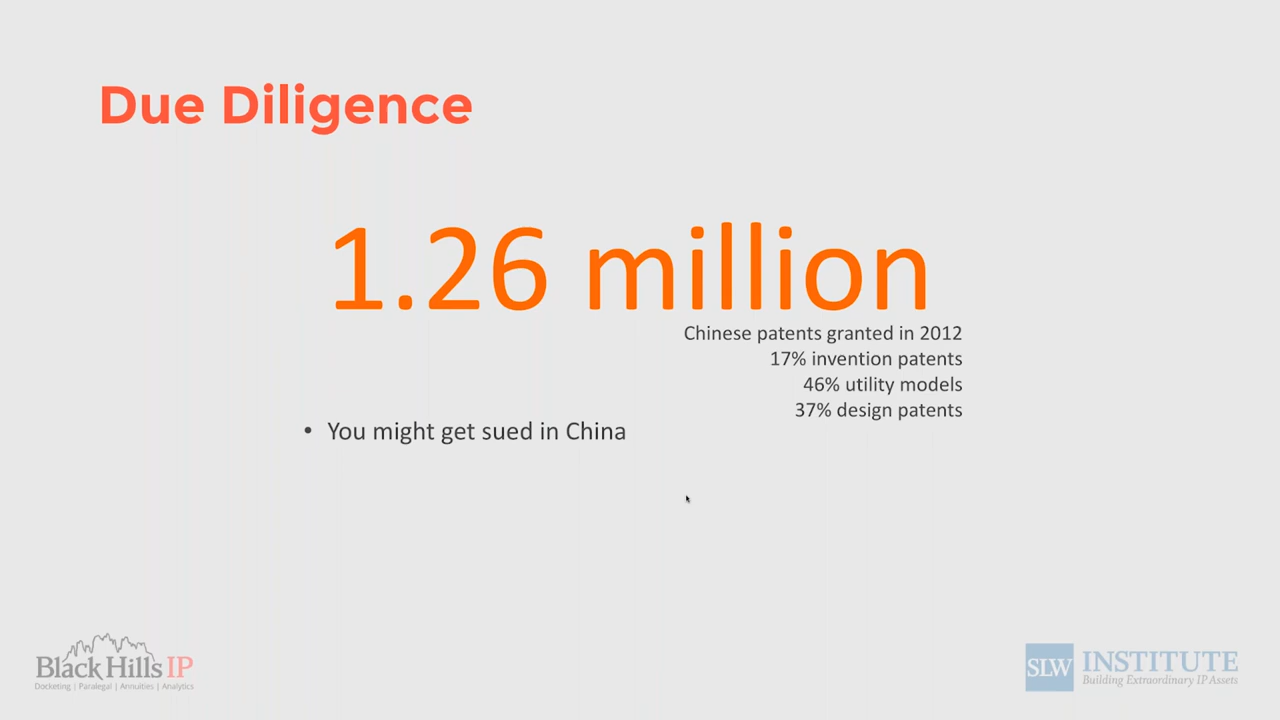 Due Diligence
1.26 million
Chinese patents granted in 2012
17% invention patents
46% utility models
37% design patents
• You might get sued in China
Black Hills IP
Docketing | Paralegal | Annuities | Analytics
SLW INSTITUTE
Building Extraordinary IP Assets